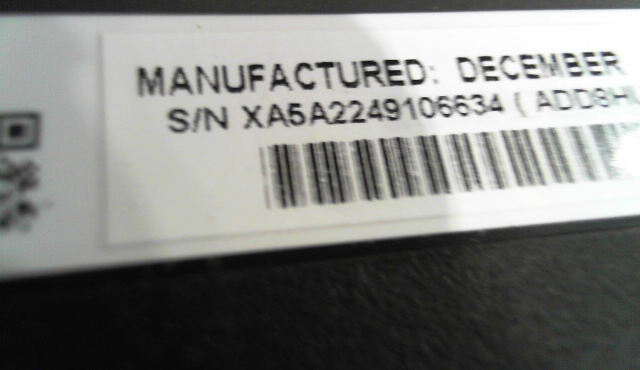 MANUFACTURED: DECEMBER
S/N XA5A2249106634 (